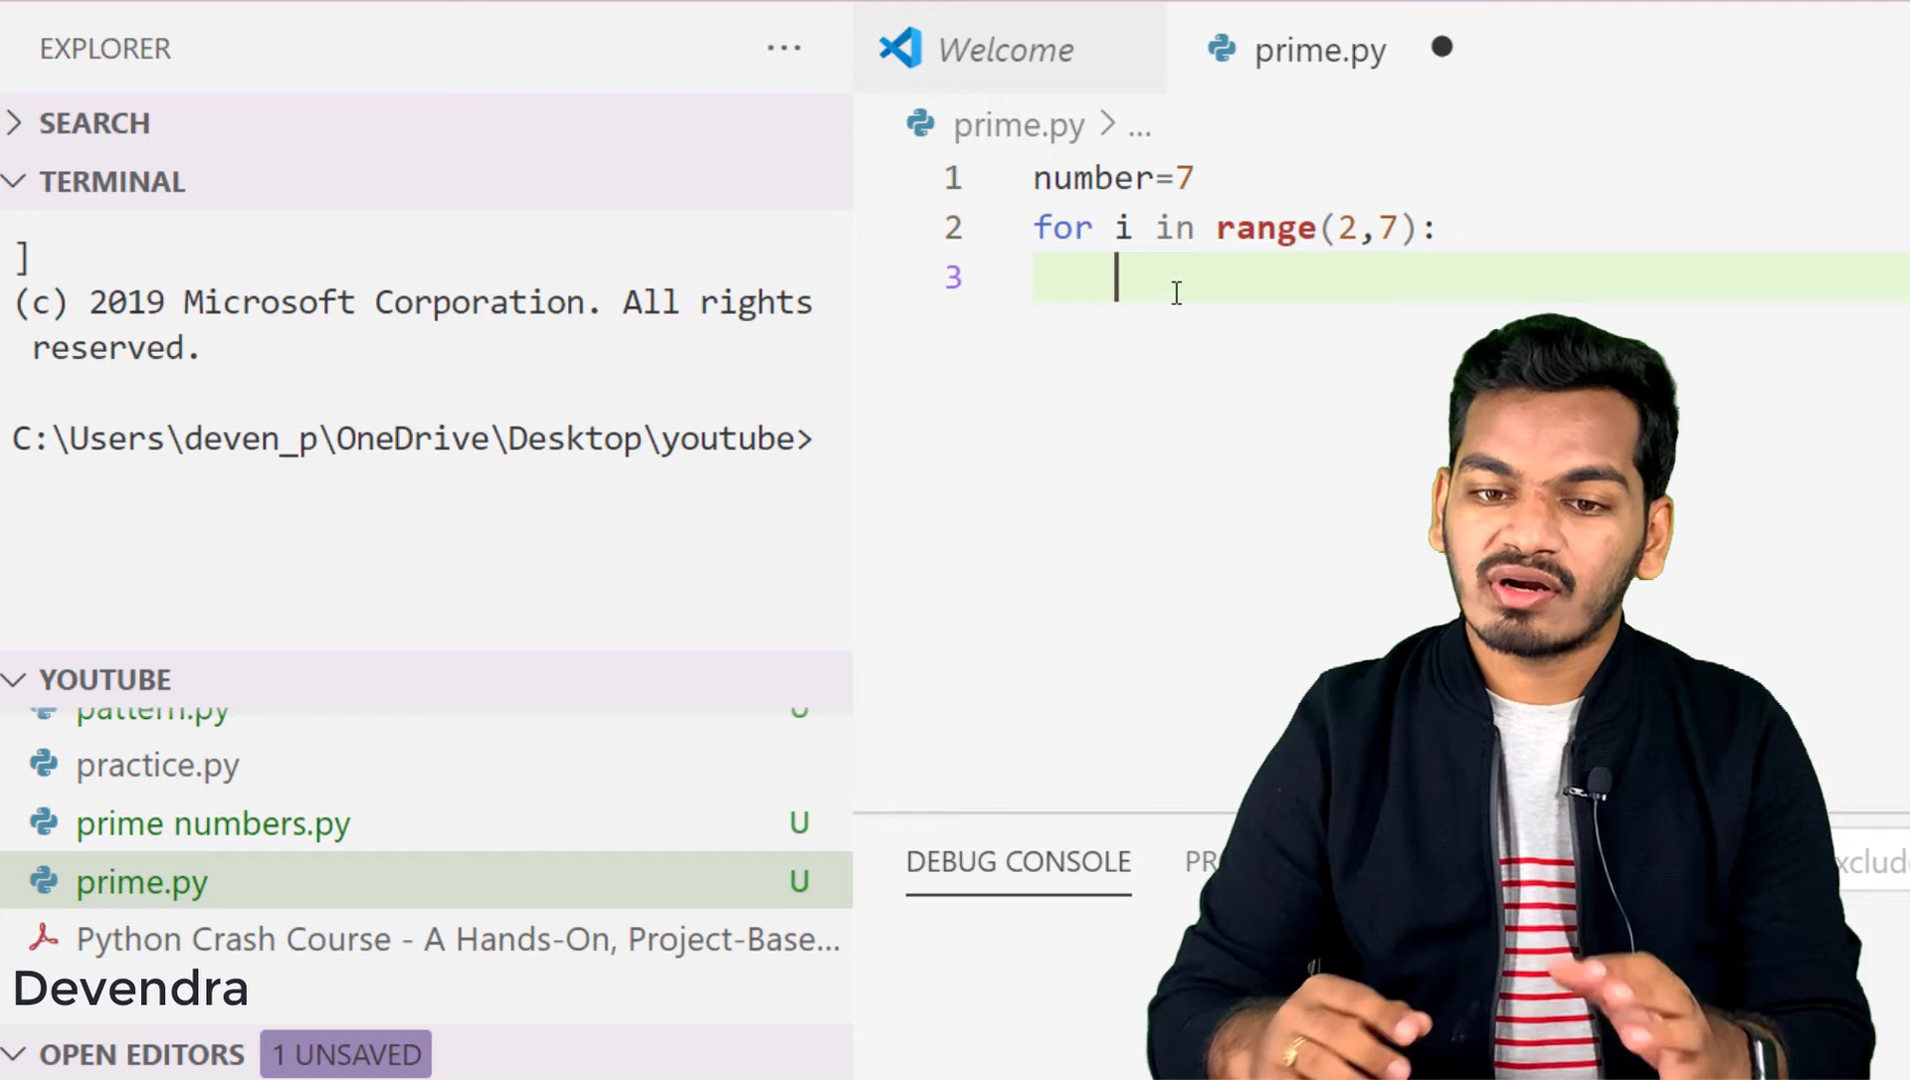 EXPLORER
...
SEARCH
TERMINAL
]
(c) 2019 Microsoft Corporation. All rights
reserved.
C:\Users\deven_p\OneDrive\Desktop\youtube>
YOUTUBE
pattern.py U
practice.py
prime numbers.py U
prime.py U
Python Crash Course - A Hands-On, Project-Base...
Devendra
OPEN EDITORS 1 UNSAVED
Welcome
prime.py
prime.py > ...
1 number=7
2 for i in range(2,7):
3
DEBUG CONSOLE